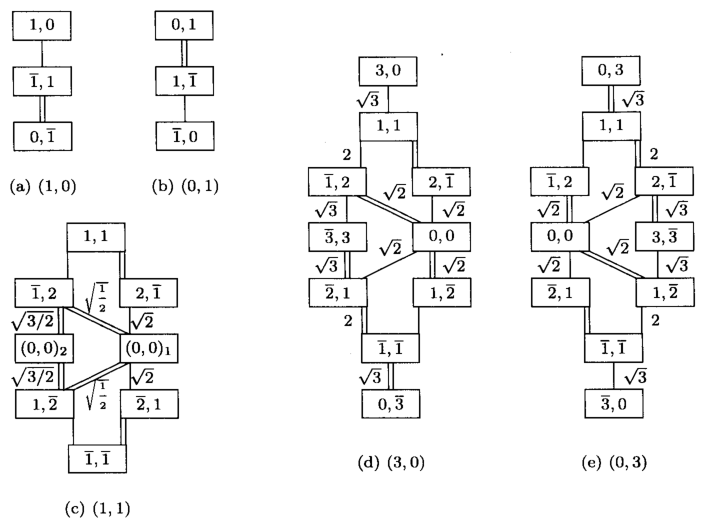 1, 0
1̅, 1
0, 1̅
(a) (1, 0)
0, 1
1, 1̅
1̅, 0
(b) (0, 1)
1, 1
1̅, 2 √1/2 2, 1̅
√3/2 √2
(0, 0)₂ (0, 0)₁
√3/2 √1/2 √2
1, 2̅ 2̅, 1
1̅, 1̅
(c) (1, 1)
3, 0
√3
1, 1
2
1̅, 2 √2 2, 1̅
√3 √2
3̅, 3 √2 0, 0
√3 √2
2̅, 1 1, 2̅
2
1̅, 1̅
√3
0, 3̅
(d) (3, 0)
0, 3
√3
1, 1
2
1̅, 2 √2 2, 1̅
√2 √3
0, 0 √2 3, 3̅
√2 √3
2̅, 1 1, 2̅
2
1̅, 1̅
√3
3̅, 0
(e) (0, 3)